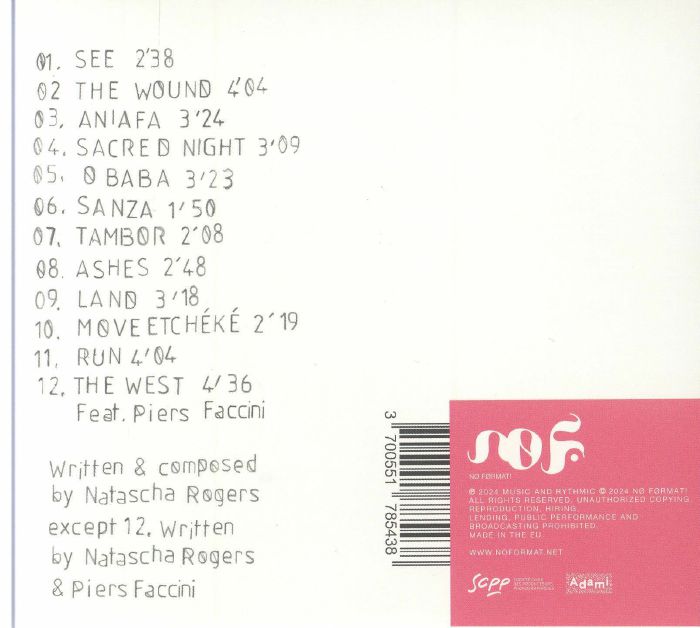 01. SEE 2'38
02 THE WOUND 4'04
03. ANIAFA 3'24
04. SACRED NIGHT 3'09
05. Ø BABA 3'23
06. SANZA 1'50
07. TAMBØR 2'08
08. ASHES 2'48
09. LAND 3'18
10. MØVE ETCHÉKÉ 2'19
11. RUN 4'04
12. THE WEST 4'36
Feat. Piers Faccini
Written & composed
by Natascha Rogers
except 12. Written
by Natascha Rogers
& Piers Faccini
3 700551 785438
NØF.
NØ FØRMAT!
℗ 2024 MUSIC AND RYTHMIC © 2024 NØ FØRMAT!
ALL RIGHTS RESERVED. UNAUTHORIZED COPYING,
REPRODUCTION, HIRING,
LENDING, PUBLIC PERFORMANCE AND
BROADCASTING PROHIBITED.
MADE IN THE EU
WWW.NOFORMAT.NET
scpp
Adami